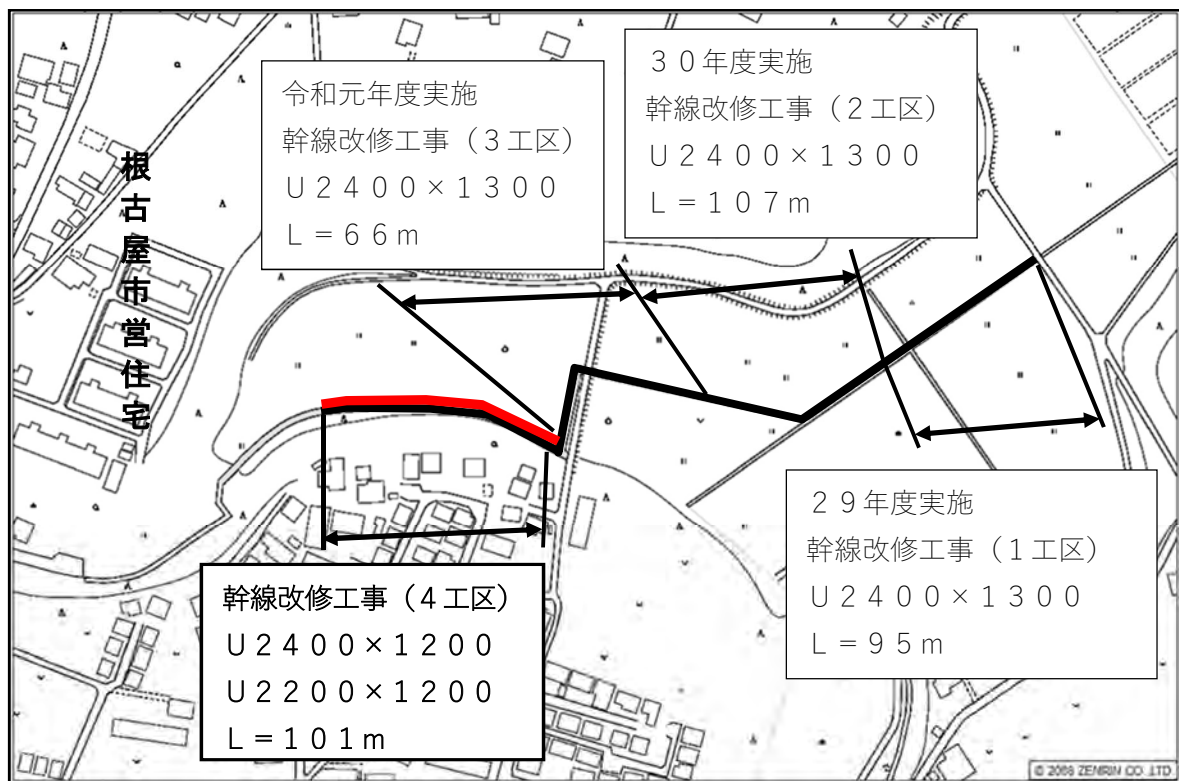 令和元年度実施
幹線改修工事（３工区）
Ｕ２４００×１３００
Ｌ＝６６ｍ
３０年度実施
幹線改修工事（２工区）
Ｕ２４００×１３００
Ｌ＝１０７ｍ
根古屋市営住宅
２９年度実施
幹線改修工事（１工区）
Ｕ２４００×１３００
Ｌ＝９５ｍ
幹線改修工事（４工区）
Ｕ２４００×１２００
Ｕ２２００×１２００
Ｌ＝１０１ｍ
© 2009 ZENRIN CO., LTD.